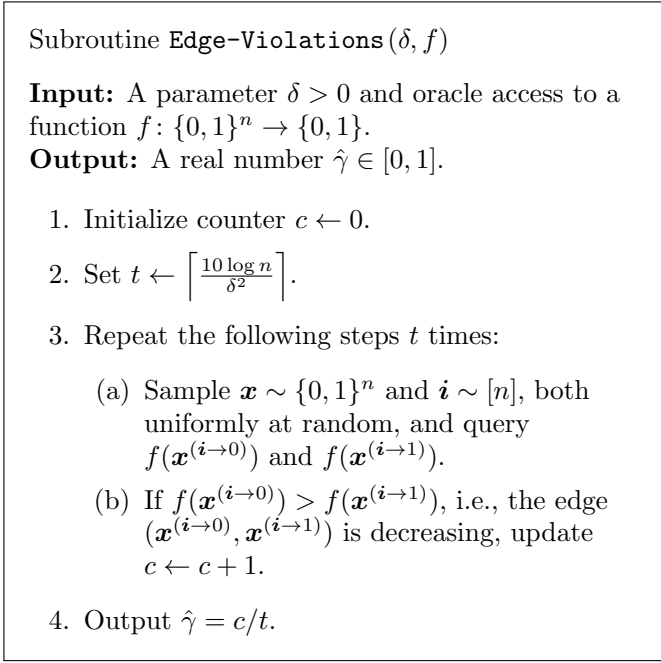 Subroutine Edge-Violations(δ, f)
Input: A parameter δ > 0 and oracle access to a
function f : {0, 1}ⁿ → {0, 1}.
Output: A real number γ̂ ∈ [0, 1].
1. Initialize counter c ← 0.
2. Set t ← ⌈10 log n / δ²⌉.
3. Repeat the following steps t times:
(a) Sample x ∼ {0, 1}ⁿ and i ∼ [n], both
uniformly at random, and query
f(x^(i→0)) and f(x^(i→1)).
(b) If f(x^(i→0)) > f(x^(i→1)), i.e., the edge
(x^(i→0), x^(i→1)) is decreasing, update
c ← c + 1.
4. Output γ̂ = c/t.